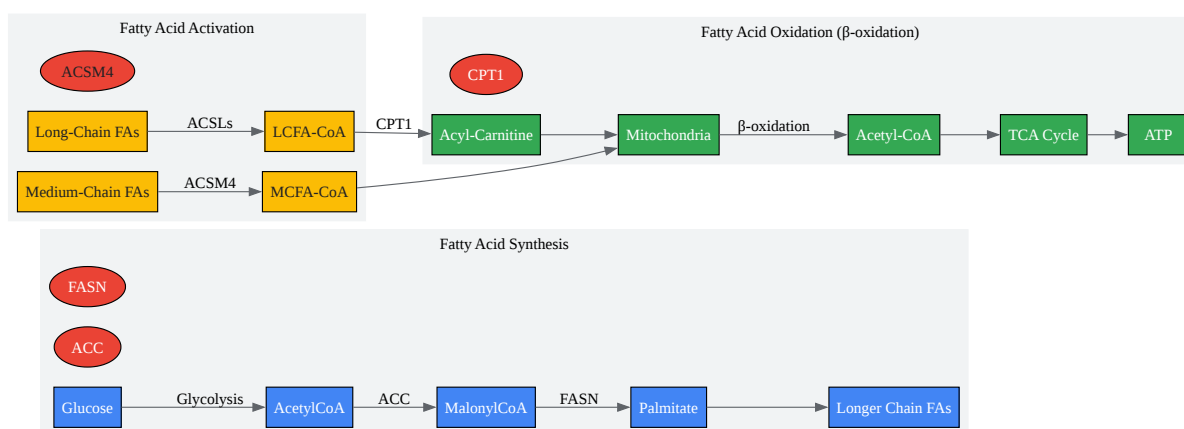 Fatty Acid Activation
ACSM4
Long-Chain FAs
ACSLs
LCFA-CoA
Medium-Chain FAs
ACSM4
MCFA-CoA
CPT1
Fatty Acid Oxidation (β-oxidation)
CPT1
Acyl-Carnitine
Mitochondria
β-oxidation
Acetyl-CoA
TCA Cycle
ATP
Fatty Acid Synthesis
FASN
ACC
Glucose
Glycolysis
AcetylCoA
ACC
MalonylCoA
FASN
Palmitate
Longer Chain FAs